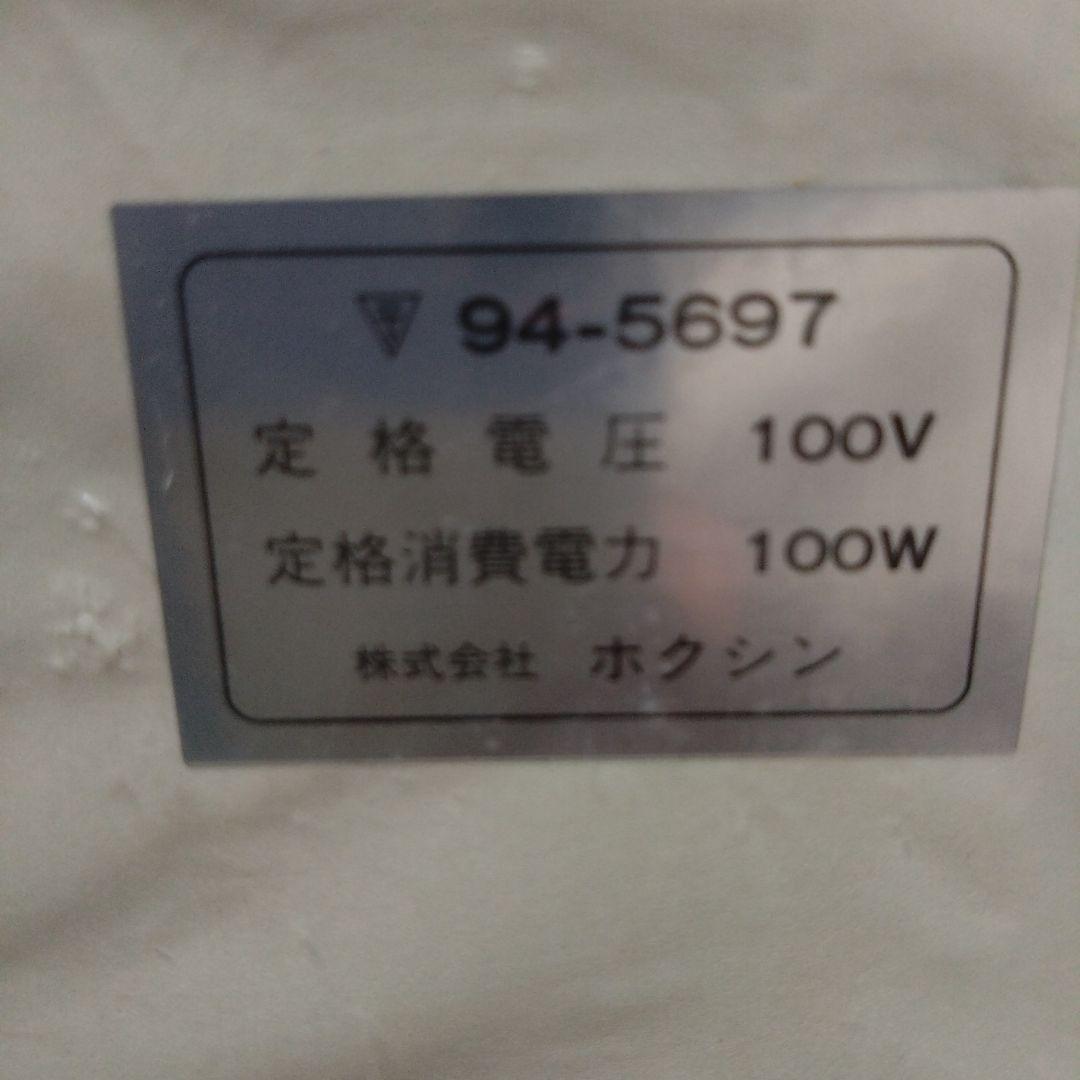 94-5697
定格電圧 100V
定格消費電力 100W
株式会社 ホクシン